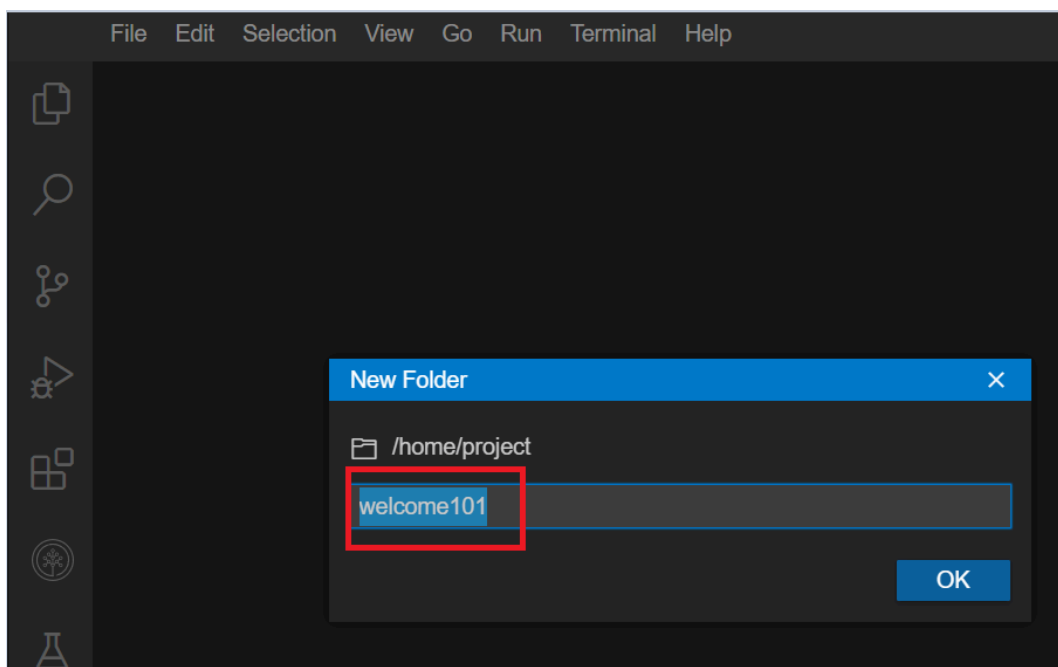 File Edit Selection View Go Run Terminal Help
New Folder
/home/project
welcome101
OK